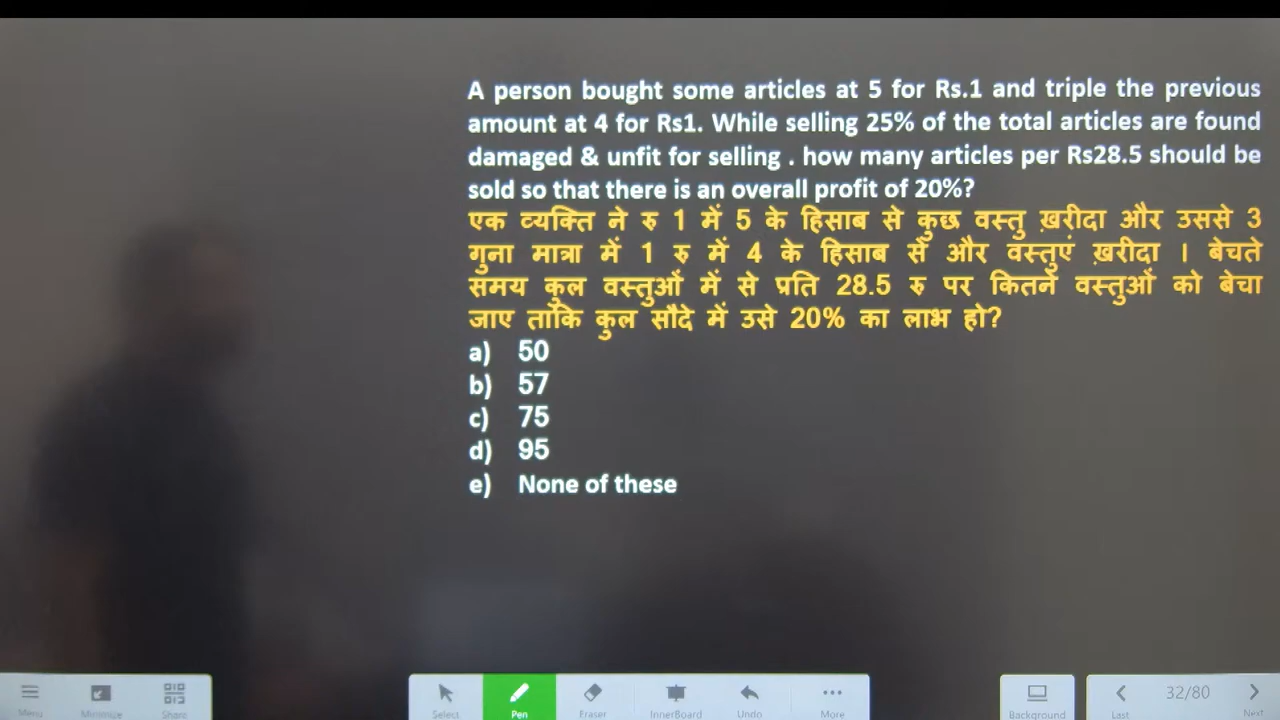 A person bought some articles at 5 for Rs.1 and triple the previous
amount at 4 for Rs1. While selling 25% of the total articles are found
damaged & unfit for selling . how many articles per Rs28.5 should be
sold so that there is an overall profit of 20%?
एक व्यक्ति ने रु 1 में 5 के हिसाब से कुछ वस्तु ख़रीदा और उससे 3
गुना मात्रा में 1 रु में 4 के हिसाब से और वस्तुएं ख़रीदा । बेचते
समय कुल वस्तुओं में से प्रति 28.5 रु पर कितने वस्तुओं को बेचा
जाए ताकि कुल सौदे में उसे 20% का लाभ हो?
a) 50
b) 57
c) 75
d) 95
e) None of these
Menu Minimize Share Select Pen Eraser InnerBoard Undo More Background Last 32/80 Next